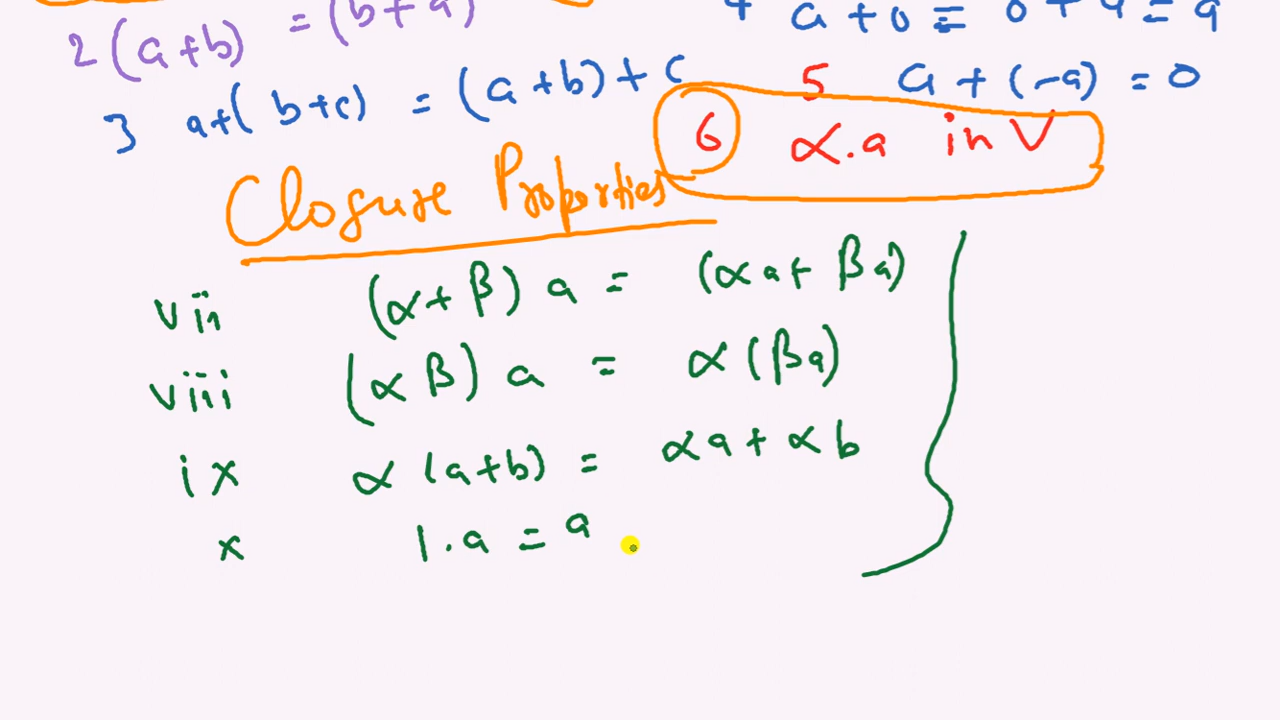 2 (a+b) = (b+a)
4 a + 0 = 0 + a = a
3 a+(b+c) = (a+b)+c
5 a + (-a) = 0
6 α.a in V
Closure Properties
vii (α+β) a = (αa+βa)
viii (αβ) a = α(βa)
ix α(a+b) = αa+αb
x 1.a = a